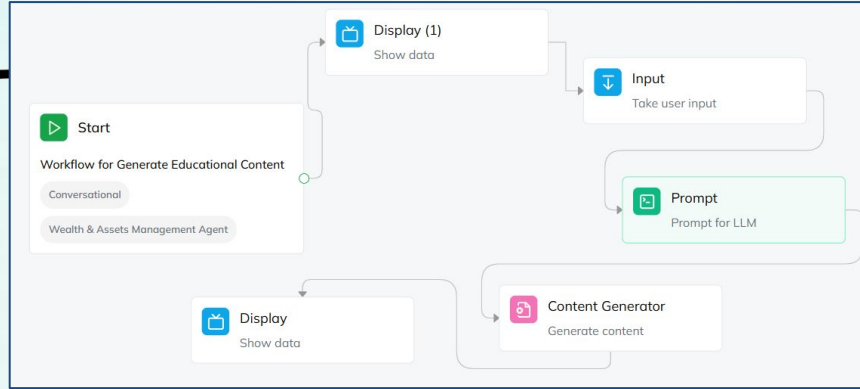 Display (1)
Show data
Input
Take user input
Start
Workflow for Generate Educational Content
Conversational
Wealth & Assets Management Agent
Prompt
Prompt for LLM
Content Generator
Generate content
Display
Show data